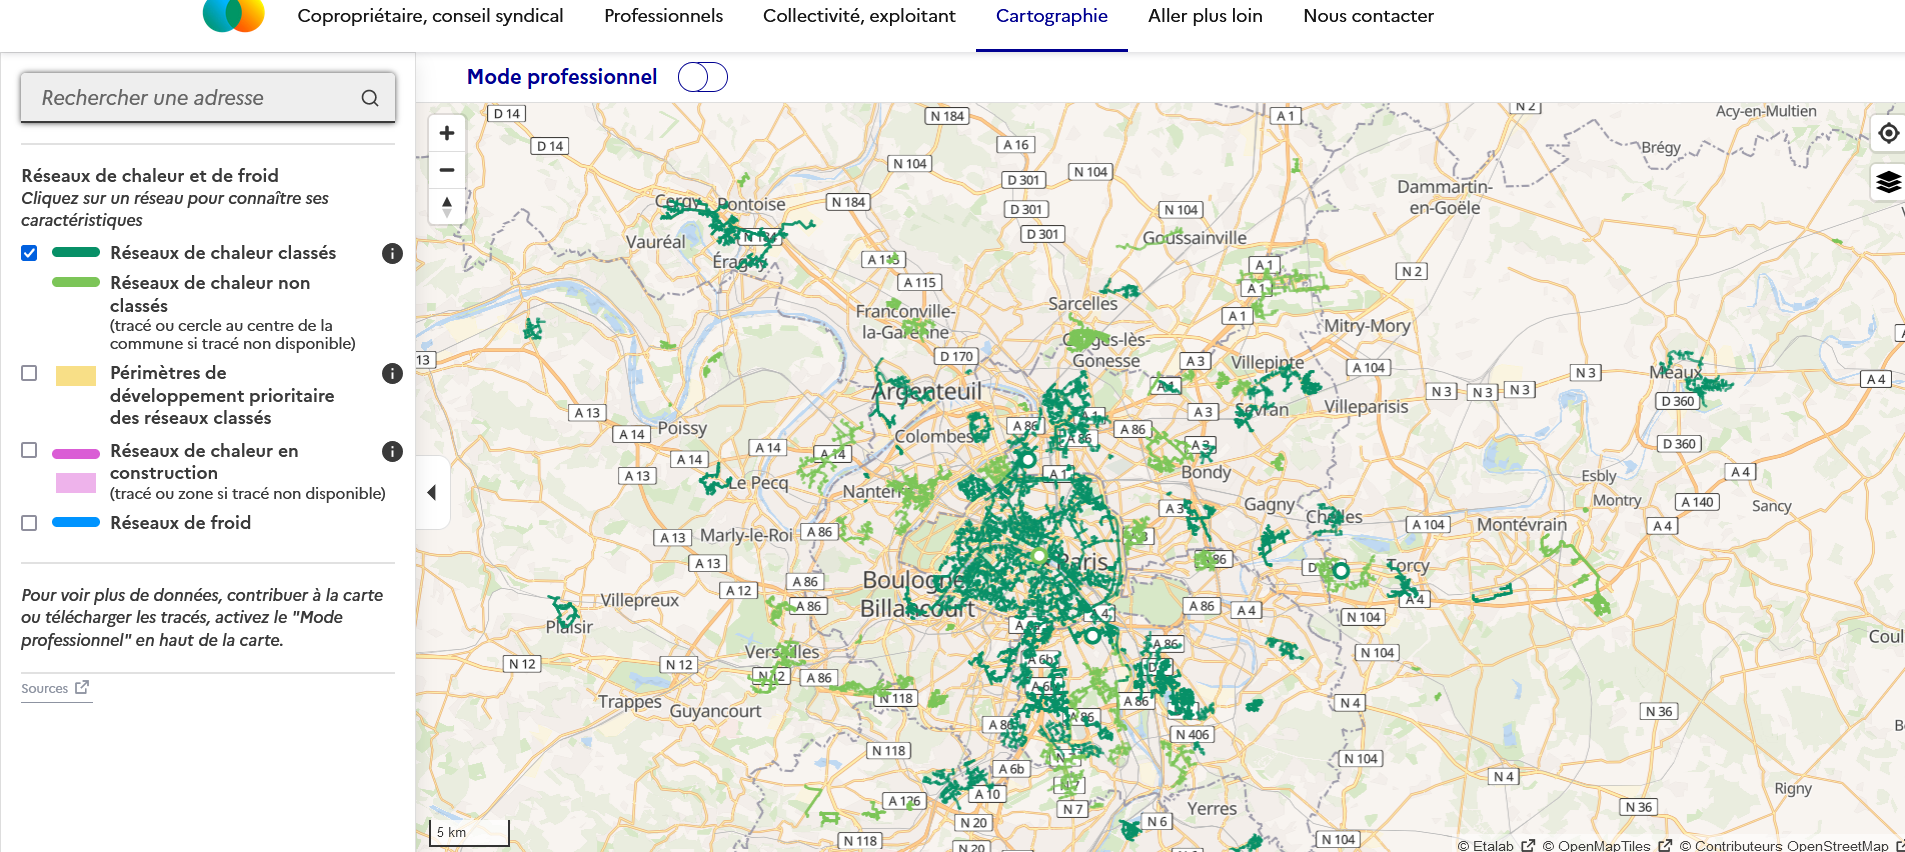 Copropriétaire, conseil syndical
Professionnels
Collectivité, exploitant
Cartographie
Aller plus loin
Nous contacter
Mode professionnel
Rechercher une adresse
Réseaux de chaleur et de froid
Cliquez sur un réseau pour connaître ses
caractéristiques
Réseaux de chaleur classés
Réseaux de chaleur non
classés
(tracé ou cercle au centre de la
commune si tracé non disponible)
Périmètres de
développement prioritaire
des réseaux classés
Réseaux de chaleur en
construction
(tracé ou zone si tracé non disponible)
Réseaux de froid
Pour voir plus de données, contribuer à la carte
ou télécharger les tracés, activez le "Mode
professionnel" en haut de la carte.
Sources
D 14
N 184
A 1
N 2
Acy-en-Multien
D 14
A 16
Brégy
N 104
D 301
N 104
Dammartin-
en-Goële
Cergy
Pontoise
N 184
D 301
N 104
Vauréal
D 301
Goussainville
Éragny
A 115
A 1
N 2
A 115
A 1
Sarcelles
Franconville-
la-Garenne
A 1
Mitry-Mory
Garges-lès-
Gonesse
13
D 170
A 3
Villepinte
A 104
Meaux
N 3
A 4
Argenteuil
A 1
N 3
N 3
N 3
D 360
A 13
A 3
Sevran
Villeparisis
Poissy
A 14
Colombes
A 86
A 1
A 86
A 86
D 360
A 14
A 14
A 14
A 3
A 13
Le Pecq
A 1
Bondy
A 4
Esbly
Nanterre
Gagny
Montry
A 140
Sancy
A 3
Chelles
A 104
Montévrain
A 4
A 13
Marly-le-Roi
A 86
A 13
Paris
A 86
Torcy
A 12
A 86
Boulogne-
Billancourt
Villepreux
A 86
A 86
A 4
A 4
A 4
N 104
Plaisir
Versailles
A 86
N 104
N 12
N 12
N 12
A 86
A 6b
A 86
Trappes
Guyancourt
N 118
A 86
N 4
N 36
A 86
N 118
N 406
A 6b
N 104
N 4
A 126
A 10
N 7
Yerres
Rigny
N 36
N 20
N 6
N 118
N 20
N 104
5 km
© Etalab
© OpenMapTiles
© Contributeurs OpenStreetMap